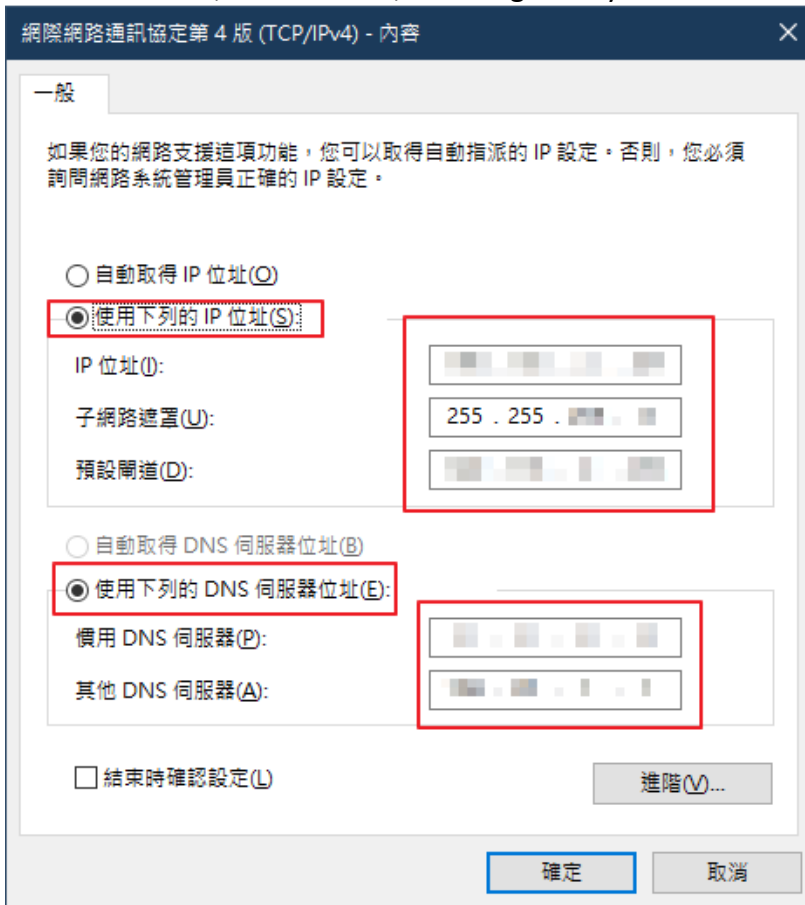 網際網路通訊協定第 4 版 (TCP/IPv4) - 內容
一般
如果您的網路支援這項功能，您可以取得自動指派的 IP 設定。否則，您必須
詢問網路系統管理員正確的 IP 設定。
自動取得 IP 位址(O)
使用下列的 IP 位址(S):
IP 位址(I):
子網路遮罩(U): 255 . 255 .
預設閘道(D):
自動取得 DNS 伺服器位址(B)
使用下列的 DNS 伺服器位址(E):
慣用 DNS 伺服器(P):
其他 DNS 伺服器(A):
結束時確認設定(L)
進階(V)...
確定 取消